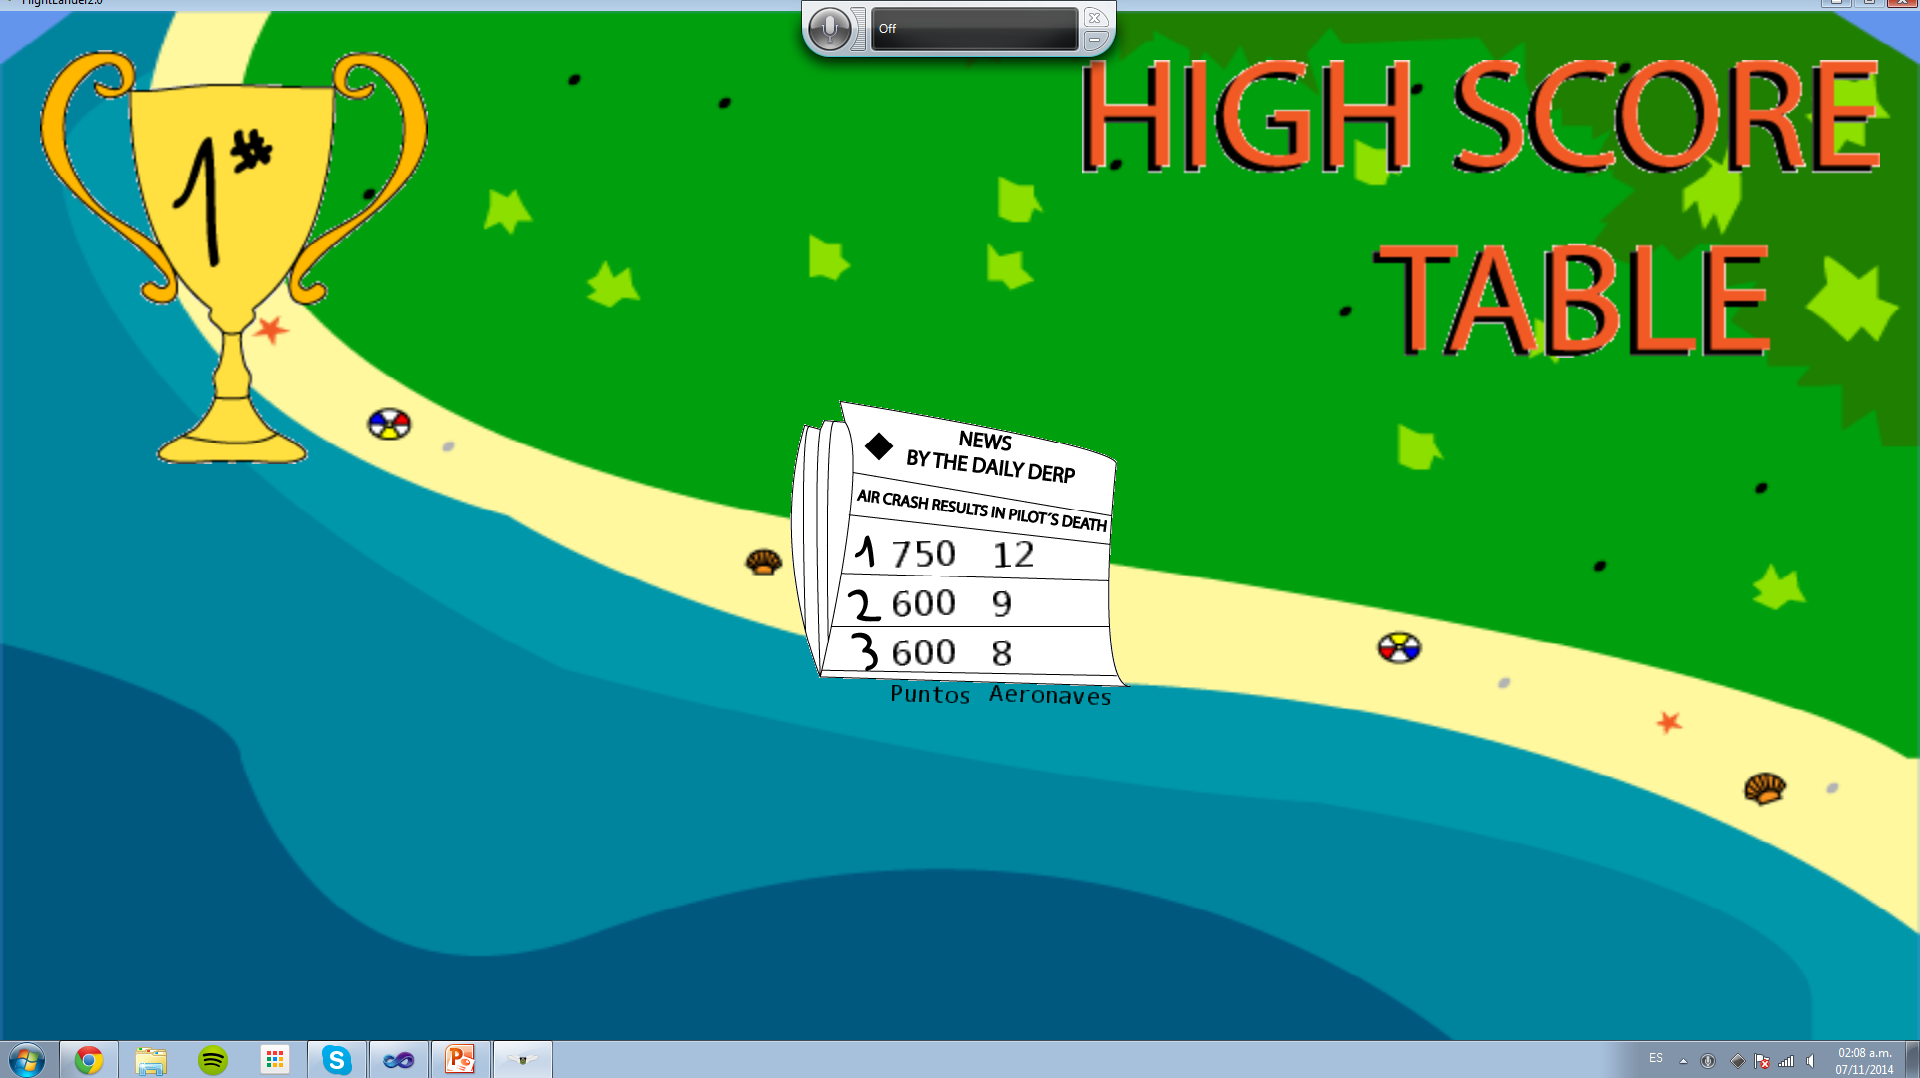 FlightLander2.0
Off
1#
HIGH SCORE
TABLE
NEWS
BY THE DAILY DERP
AIR CRASH RESULTS IN PILOT´S DEATH
1 750 12
2 600 9
3 600 8
Puntos Aeronaves
ES
02:08 a.m.
07/11/2014